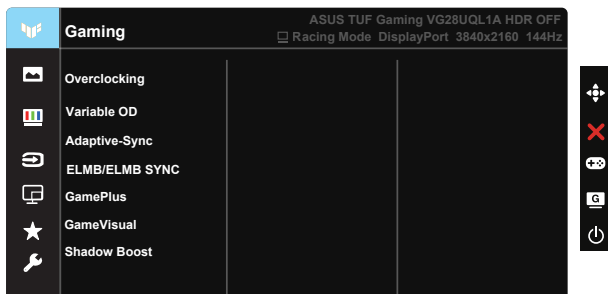 Gaming
ASUS TUF Gaming VG28UQL1A HDR OFF
Racing Mode DisplayPort 3840x2160 144Hz
Overclocking
Variable OD
Adaptive-Sync
ELMB/ELMB SYNC
GamePlus
GameVisual
Shadow Boost
G